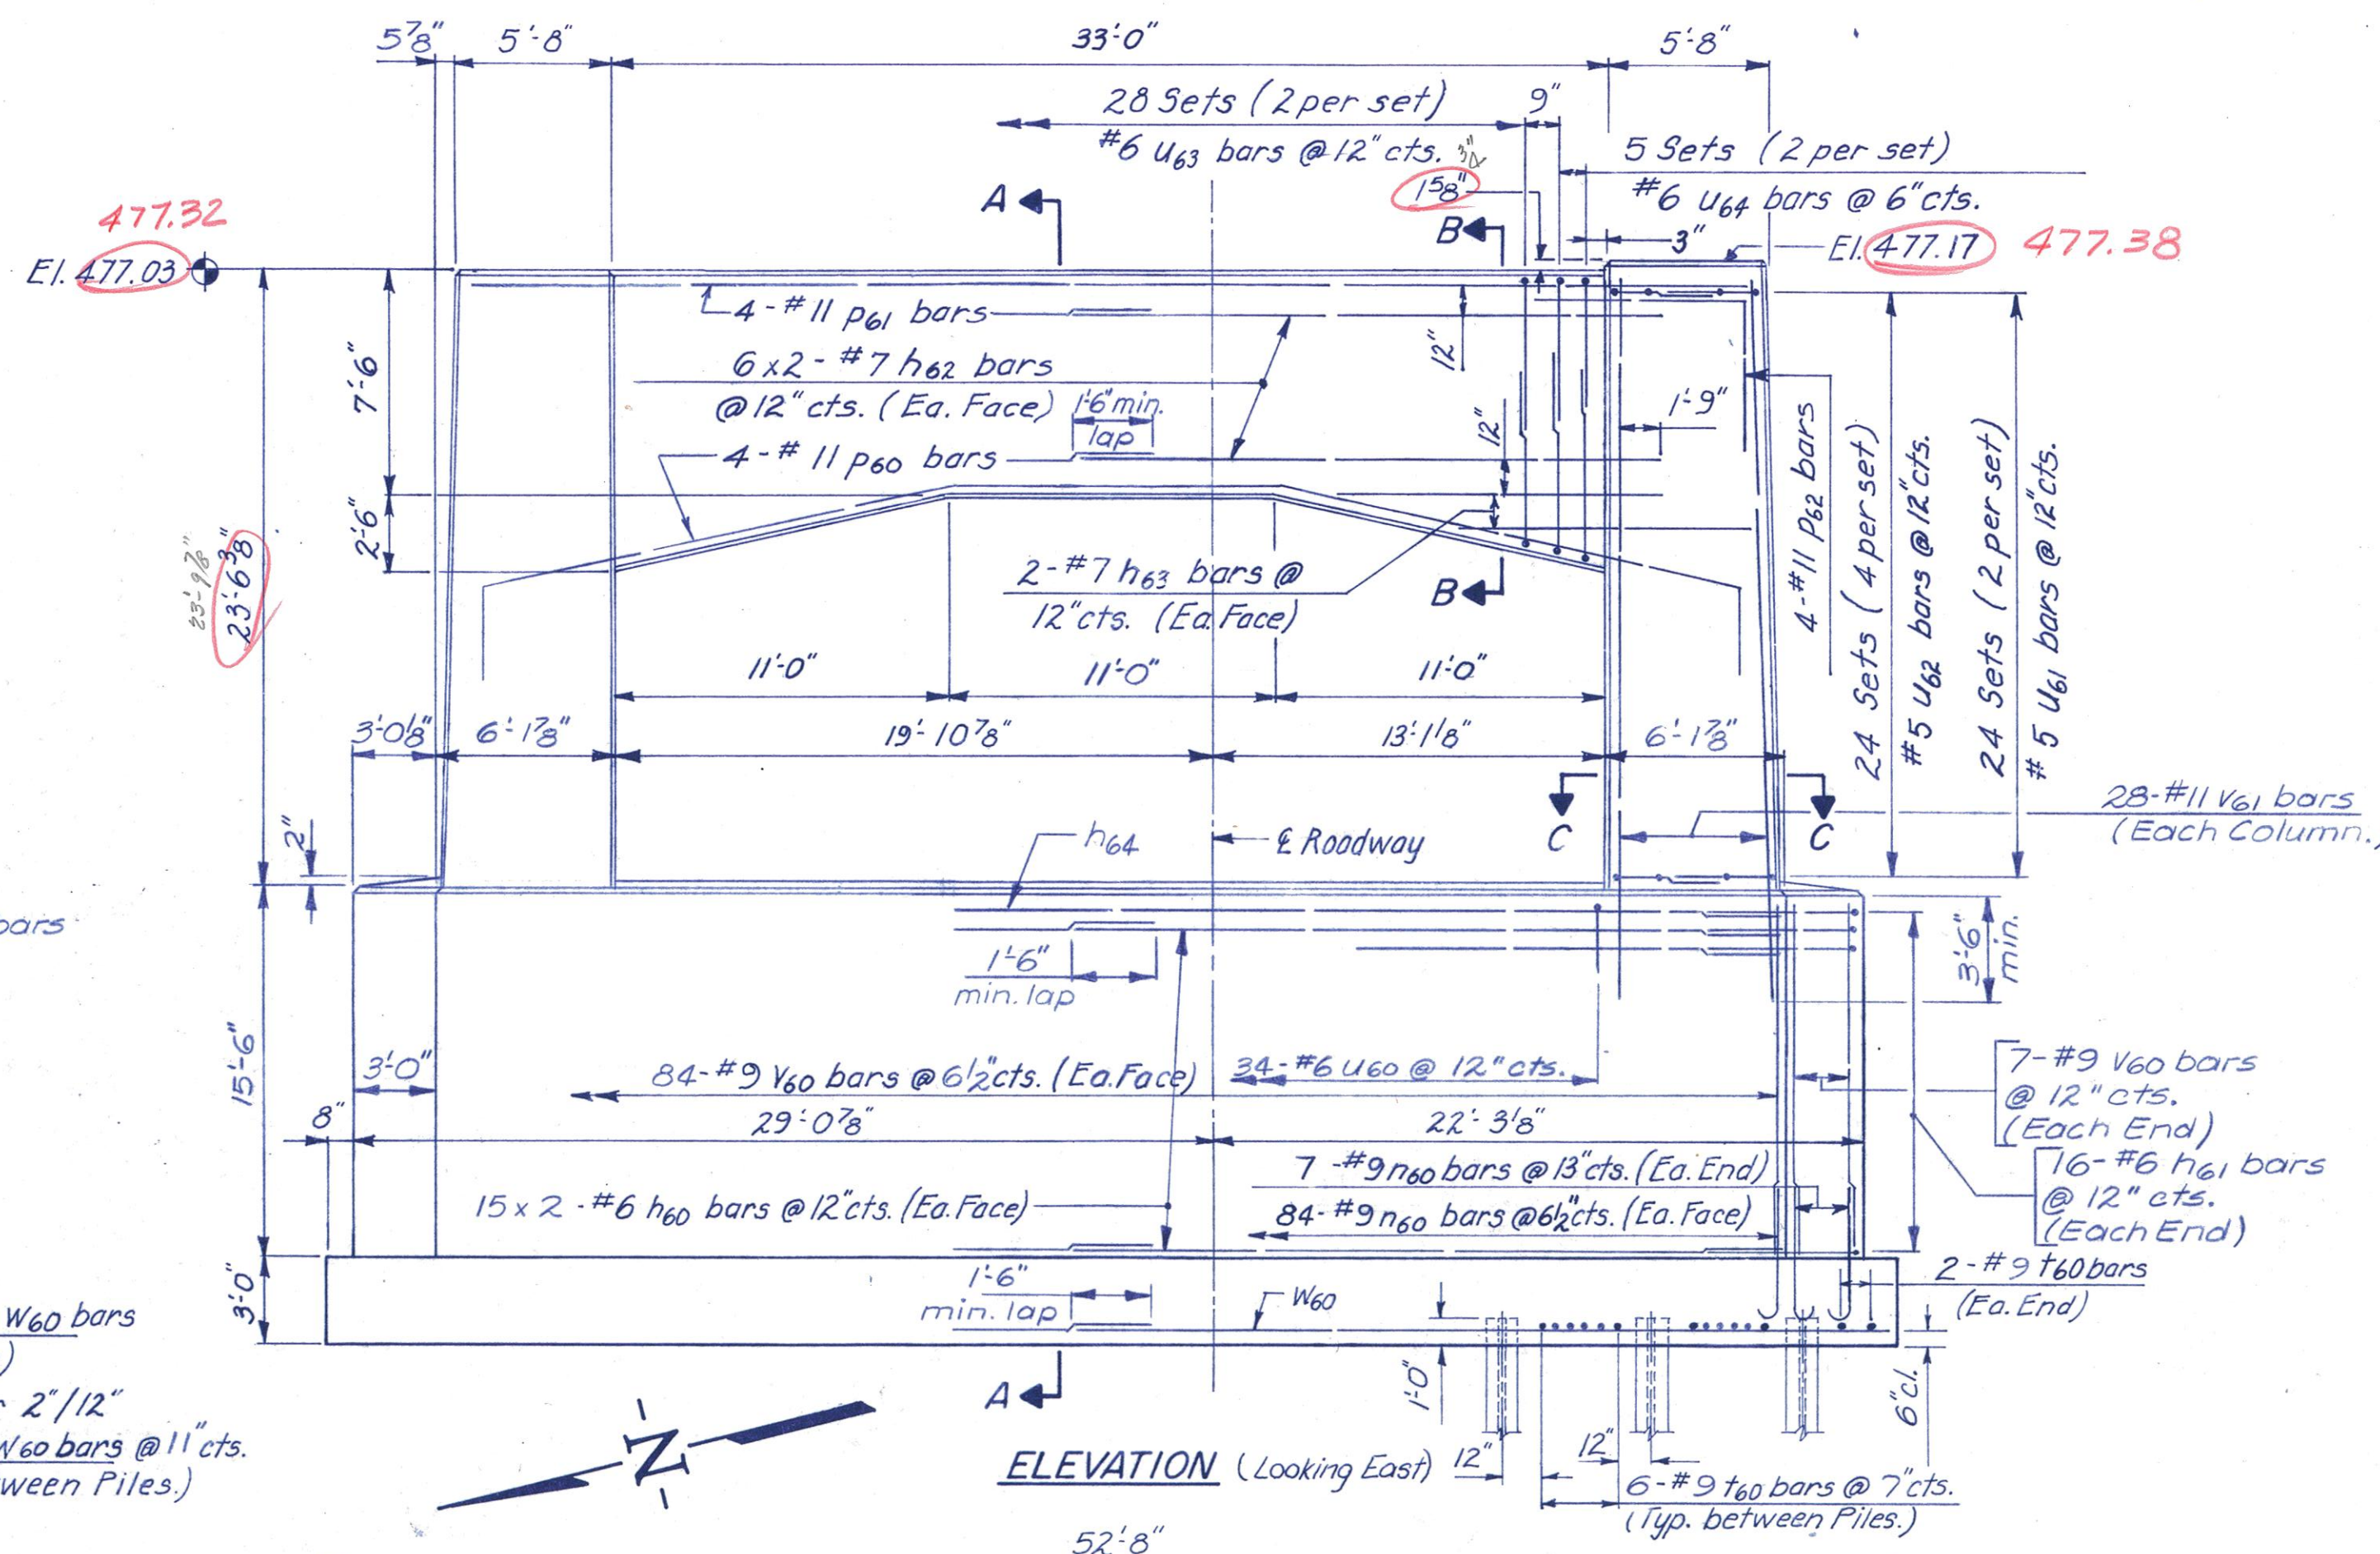 5⅞"
5'-8"
33'-0"
5'-8"
28 Sets (2 per set)
#6 u63 bars @ 12" cts.
9"
3/4"
1⅝"
5 Sets (2 per set)
#6 u64 bars @ 6" cts.
A
B
3"
477.32
El. 477.03
El. 477.17
477.38
4-#11 p61 bars
12"
6x2-#7 h62 bars
@ 12" cts. (Ea. Face)
1'-6" min.
lap
7'-6"
1'-9"
12"
4-#11 p60 bars
4-#11 p62 bars
24 Sets (4 per set)
#5 u62 bars @ 12" cts.
24 Sets (2 per set)
#5 u61 bars @ 12" cts.
2'-6"
23'-9⅞"
23'-6⅜"
2-#7 h63 bars @
12" cts. (Ea. Face)
B
11'-0"
11'-0"
11'-0"
3'-0⅛"
6'-1⅞"
19'-10⅞"
13'-1⅛"
6'-1⅞"
2"
h64
℄ Roadway
C
C
28-#11 v61 bars
(Each Column.)
bars
1'-6"
min. lap
3'-6"
min.
15'-6"
3'-0"
84-#9 v60 bars @ 6½" cts. (Ea. Face)
34-#6 u60 @ 12" cts.
7-#9 v60 bars
@ 12" cts.
(Each End)
8"
29'-0⅞"
22'-3⅛"
7-#9 n60 bars @ 13" cts. (Ea. End)
16-#6 h61 bars
@ 12" cts.
(Each End)
15x2-#6 h60 bars @ 12" cts. (Ea. Face)
84-#9 n60 bars @ 6½" cts. (Ea. Face)
3'-0"
1'-6"
min. lap
W60
2-#9 t60 bars
(Ea. End)
W60 bars
)
2"/12"
W60 bars @ 11" cts.
ween Piles.)
A
1'-0"
6" cl.
N
ELEVATION (Looking East)
12"
12"
6-#9 t60 bars @ 7" cts.
(Typ. between Piles.)
52'-8"